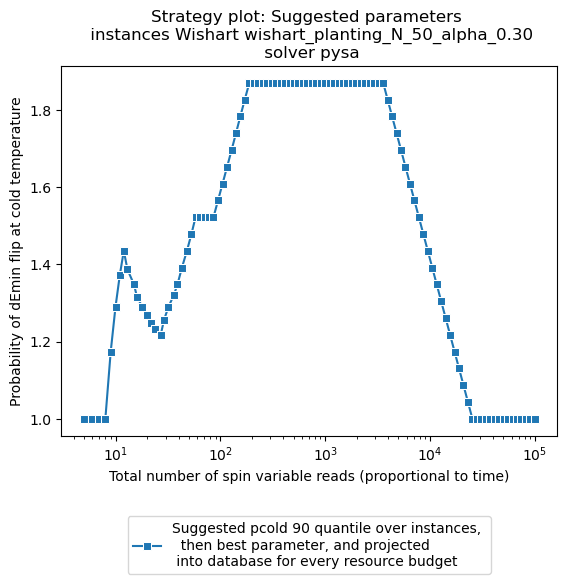 Strategy plot: Suggested parameters
instances Wishart wishart_planting_N_50_alpha_0.30
solver pysa
Probability of dEmin flip at cold temperature
1.8
1.6
1.4
1.2
1.0
10¹
10²
10³
10⁴
10⁵
Total number of spin variable reads (proportional to time)
Suggested pcold 90 quantile over instances,
then best parameter, and projected
into database for every resource budget